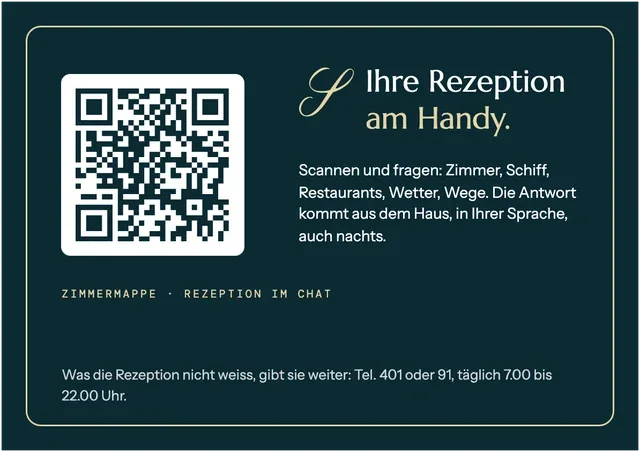 Ihre Rezeption
am Handy.
Scannen und fragen: Zimmer, Schiff,
Restaurants, Wetter, Wege. Die Antwort
kommt aus dem Haus, in Ihrer Sprache,
auch nachts.
ZIMMERMAPPE · REZEPTION IM CHAT
Was die Rezeption nicht weiss, gibt sie weiter: Tel. 401 oder 91, täglich 7.00 bis
22.00 Uhr.